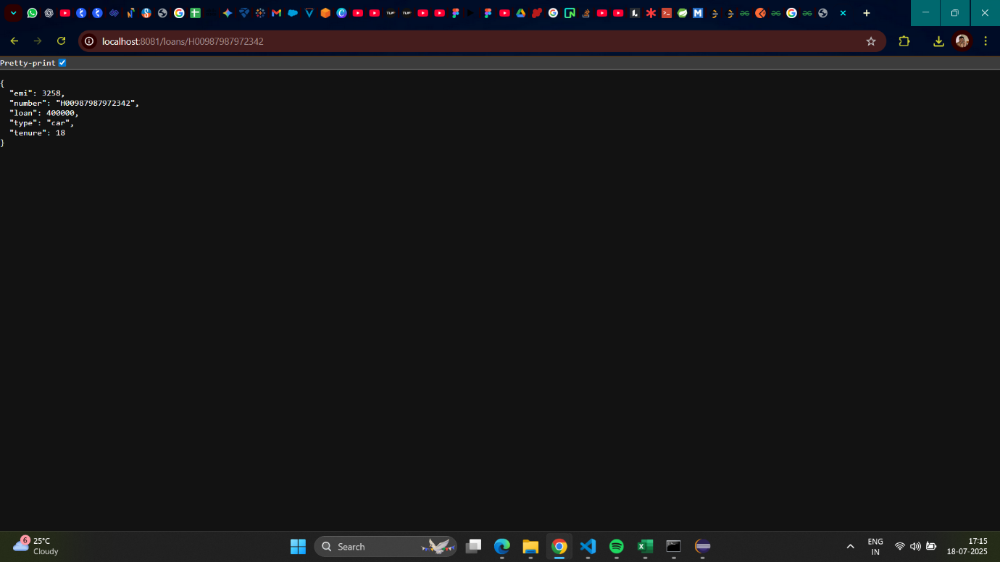 localhost:8081/loans/H00987987972342
Pretty-print
{
"emi": 3258,
"number": "H00987987972342",
"loan": 400000,
"type": "car",
"tenure": 18
}
6
25°C
Cloudy
Search
ENG
IN
17:15
18-07-2025